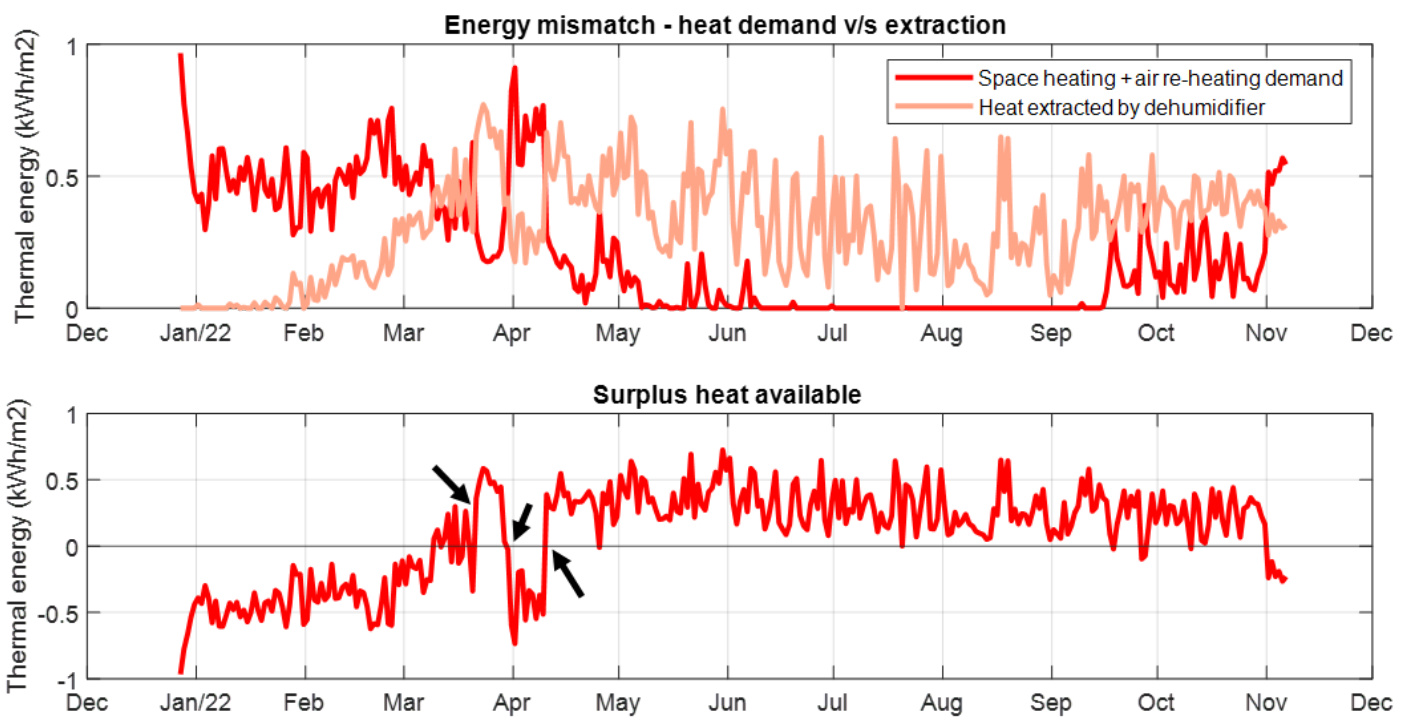 Energy mismatch - heat demand v/s extraction
Thermal energy (kWh/m2)
1
0.5
0
Space heating + air re-heating demand
Heat extracted by dehumidifier
Dec Jan/22 Feb Mar Apr May Jun Jul Aug Sep Oct Nov Dec
Surplus heat available
Thermal energy (kWh/m2)
1
0.5
0
-0.5
-1
Dec Jan/22 Feb Mar Apr May Jun Jul Aug Sep Oct Nov Dec